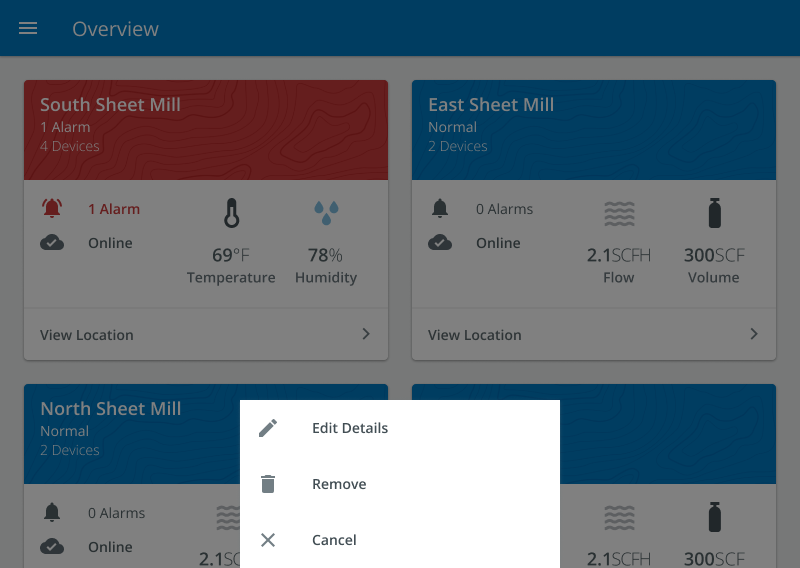 Overview
South Sheet Mill
1 Alarm
4 Devices
1 Alarm
Online
69°F
Temperature
78%
Humidity
View Location
East Sheet Mill
Normal
2 Devices
0 Alarms
Online
2.1SCFH
Flow
300SCF
Volume
View Location
North Sheet Mill
Normal
2 Devices
0 Alarms
Online
2.1SC
2.1SCFH
300SCF
Edit Details
Remove
Cancel